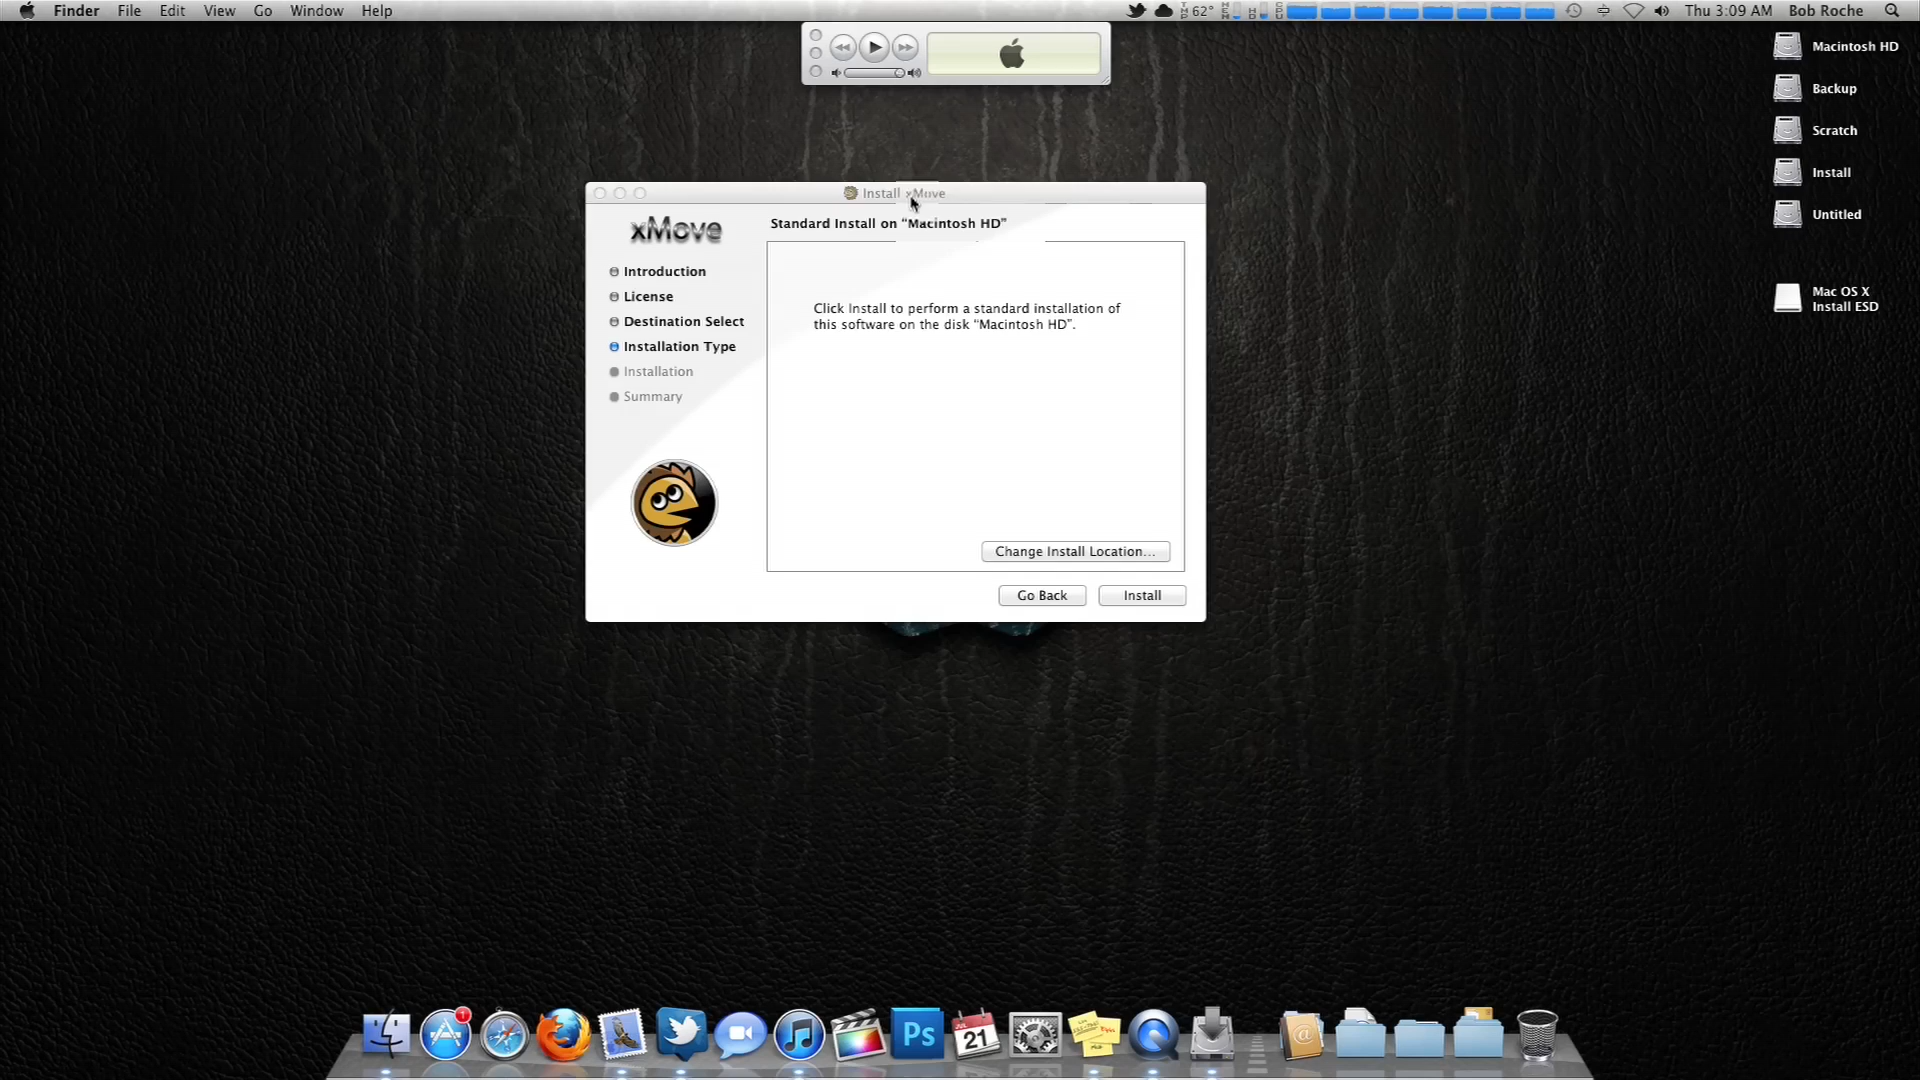 Finder File Edit View Go Window Help
62° Thu 3:09 AM Bob Roche
Macintosh HD
Backup
Scratch
Install
Untitled
Mac OS X
Install ESD
Install xMove
xMove
Standard Install on “Macintosh HD”
Introduction
License
Destination Select
Installation Type
Installation
Summary
Click Install to perform a standard installation of
this software on the disk “Macintosh HD”.
Change Install Location...
Go Back
Install
1
Ps
JUL
21
@